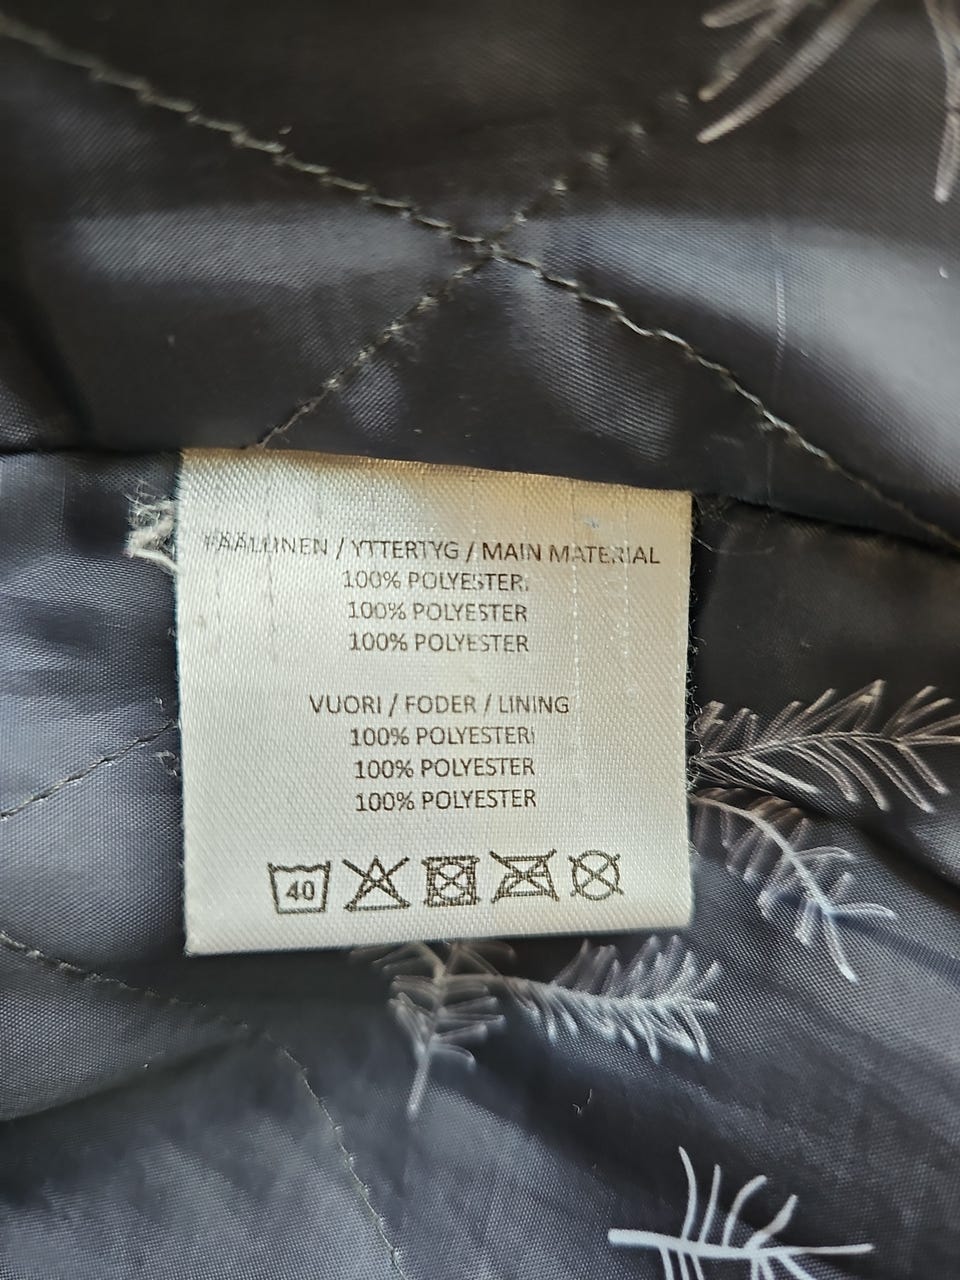 PÄÄLLINEN / YTTERTYG / MAIN MATERIAL
100% POLYESTERI
100% POLYESTER
100% POLYESTER
VUORI / FODER / LINING
100% POLYESTERI
100% POLYESTER
100% POLYESTER
40